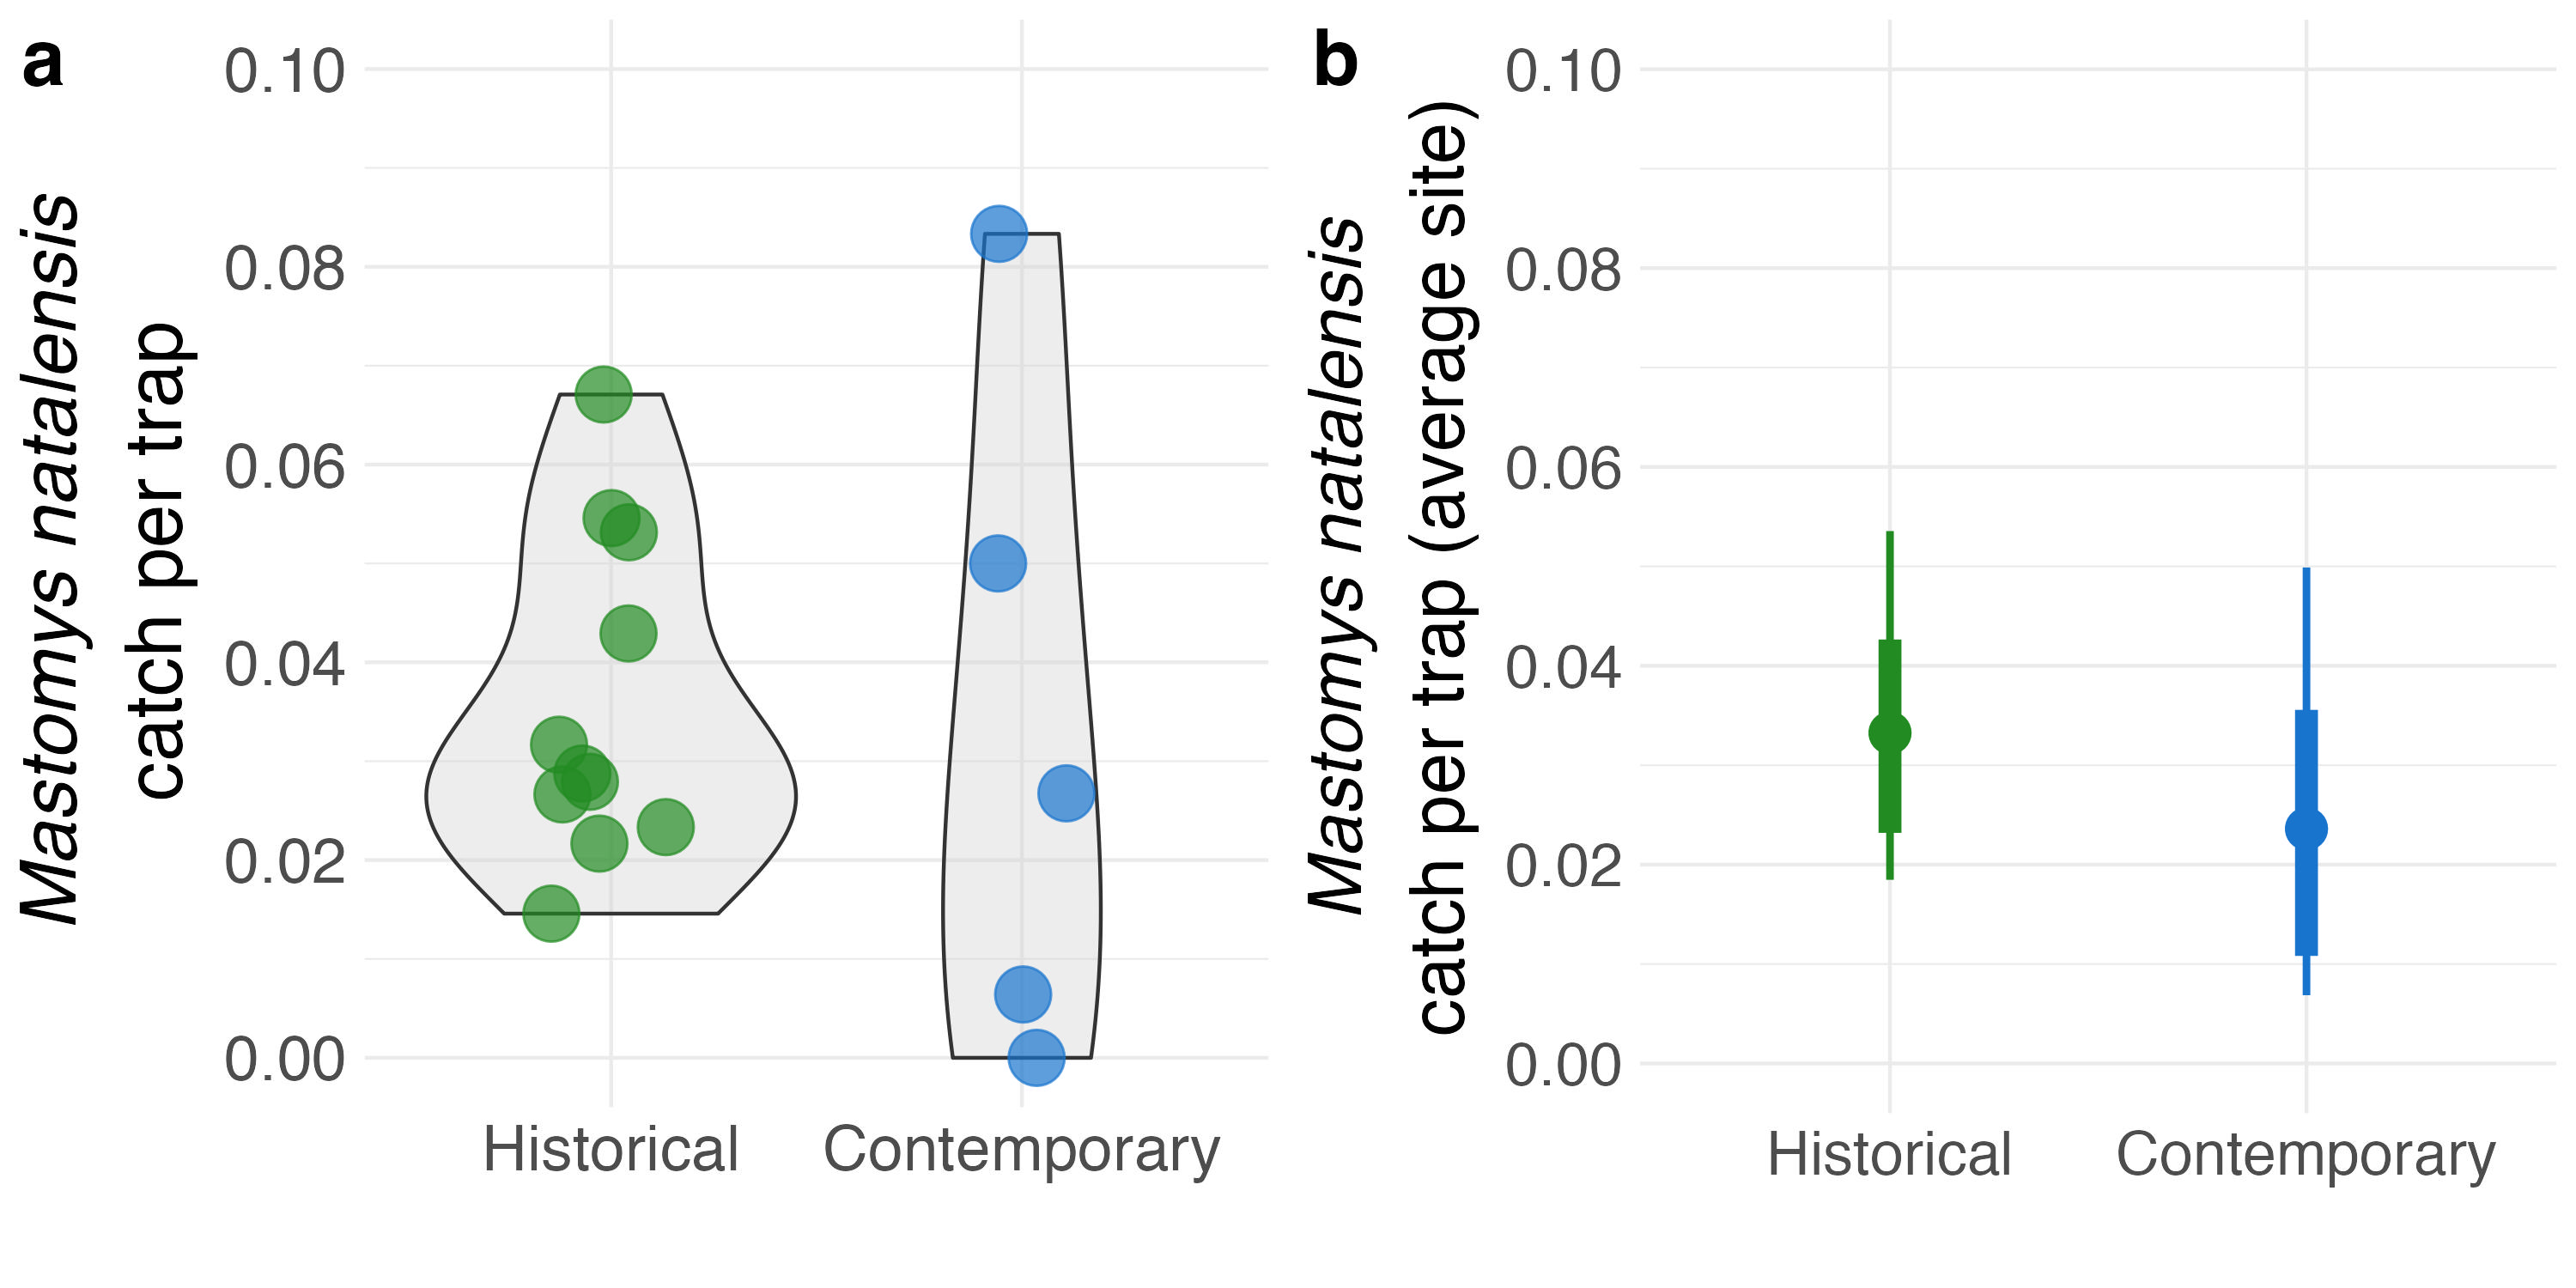 a
Mastomys natalensis
catch per trap
0.10
0.08
0.06
0.04
0.02
0.00
Historical
Contemporary
b
Mastomys natalensis
catch per trap (average site)
0.10
0.08
0.06
0.04
0.02
0.00
Historical
Contemporary